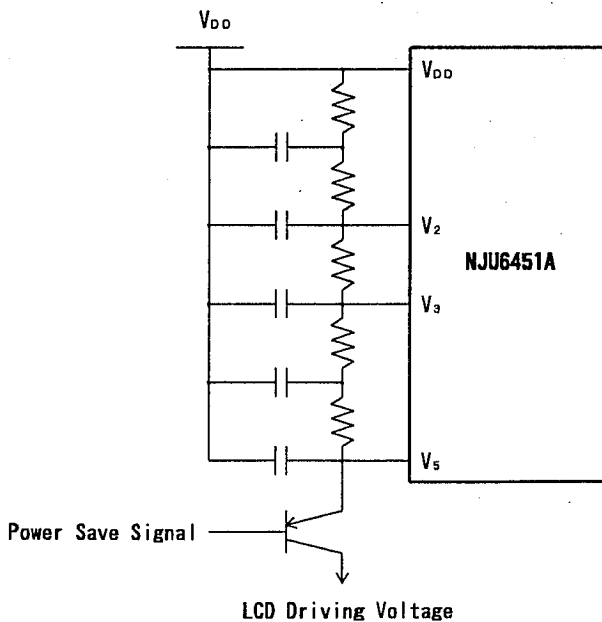 VDD
VDD
V2
NJU6451A
V3
V5
Power Save Signal
LCD Driving Voltage